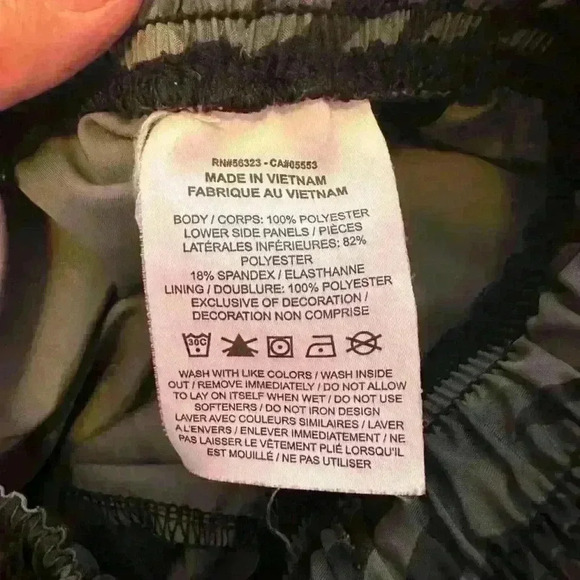 RN#56323 - CA#05553
MADE IN VIETNAM
FABRIQUE AU VIETNAM
BODY / CORPS: 100% POLYESTER
LOWER SIDE PANELS / PIÈCES
LATÉRALES INFÉRIEURES: 82%
POLYESTER
18% SPANDEX / ELASTHANNE
LINING / DOUBLURE: 100% POLYESTER
EXCLUSIVE OF DECORATION /
DECORATION NON COMPRISE
30C
WASH WITH LIKE COLORS / WASH INSIDE
OUT / REMOVE IMMEDIATELY / DO NOT ALLOW
TO LAY ON ITSELF WHEN WET / DO NOT USE
SOFTENERS / DO NOT IRON DESIGN
LAVER AVEC COULEURS SIMILAIRES / LAVER
A L'ENVERS / ENLEVER IMMEDIATEMENT / NE
PAS LAISSER LE VÊTEMENT PLIÉ LORSQU'IL
EST MOUILLÉ / NE PAS UTILISER